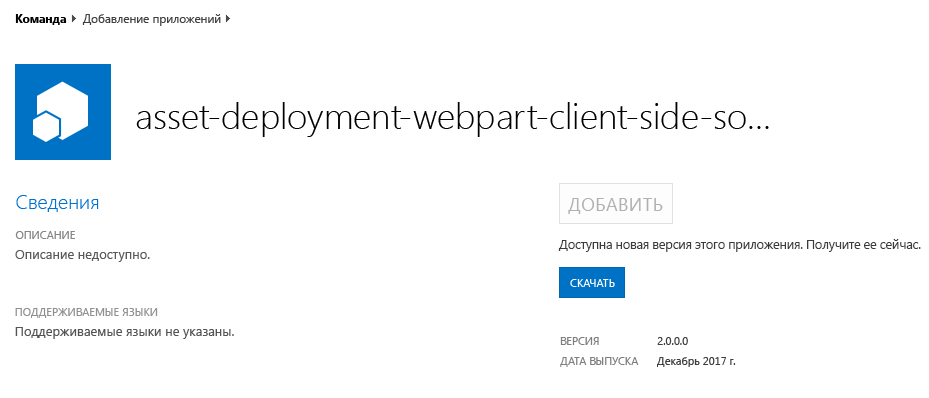 Команда ▸ Добавление приложений ▸
asset-deployment-webpart-client-side-so...
Сведения
ОПИСАНИЕ
Описание недоступно.
ПОДДЕРЖИВАЕМЫЕ ЯЗЫКИ
Поддерживаемые языки не указаны.
ДОБАВИТЬ
Доступна новая версия этого приложения. Получите ее сейчас.
СКАЧАТЬ
ВЕРСИЯ 2.0.0.0
ДАТА ВЫПУСКА Декабрь 2017 г.